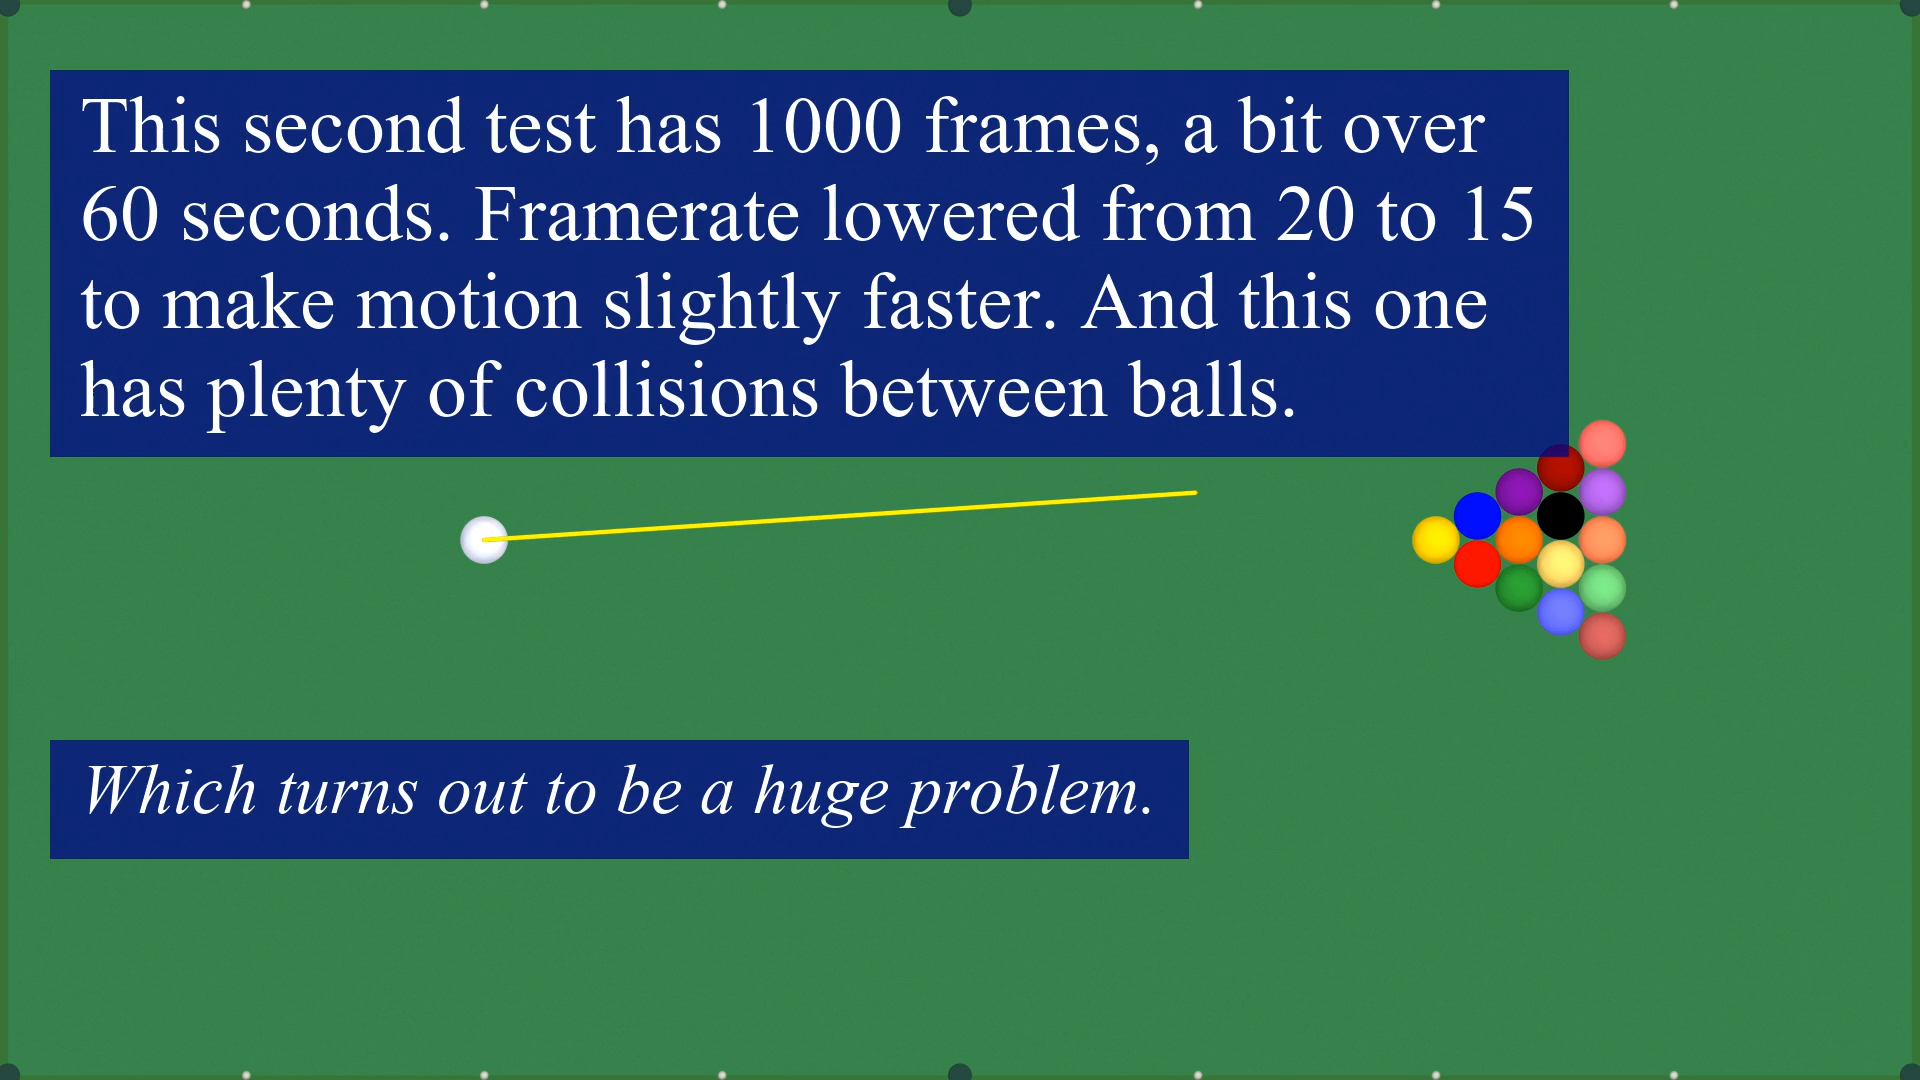 This second test has 1000 frames, a bit over
60 seconds. Framerate lowered from 20 to 15
to make motion slightly faster. And this one
has plenty of collisions between balls.
Which turns out to be a huge problem.